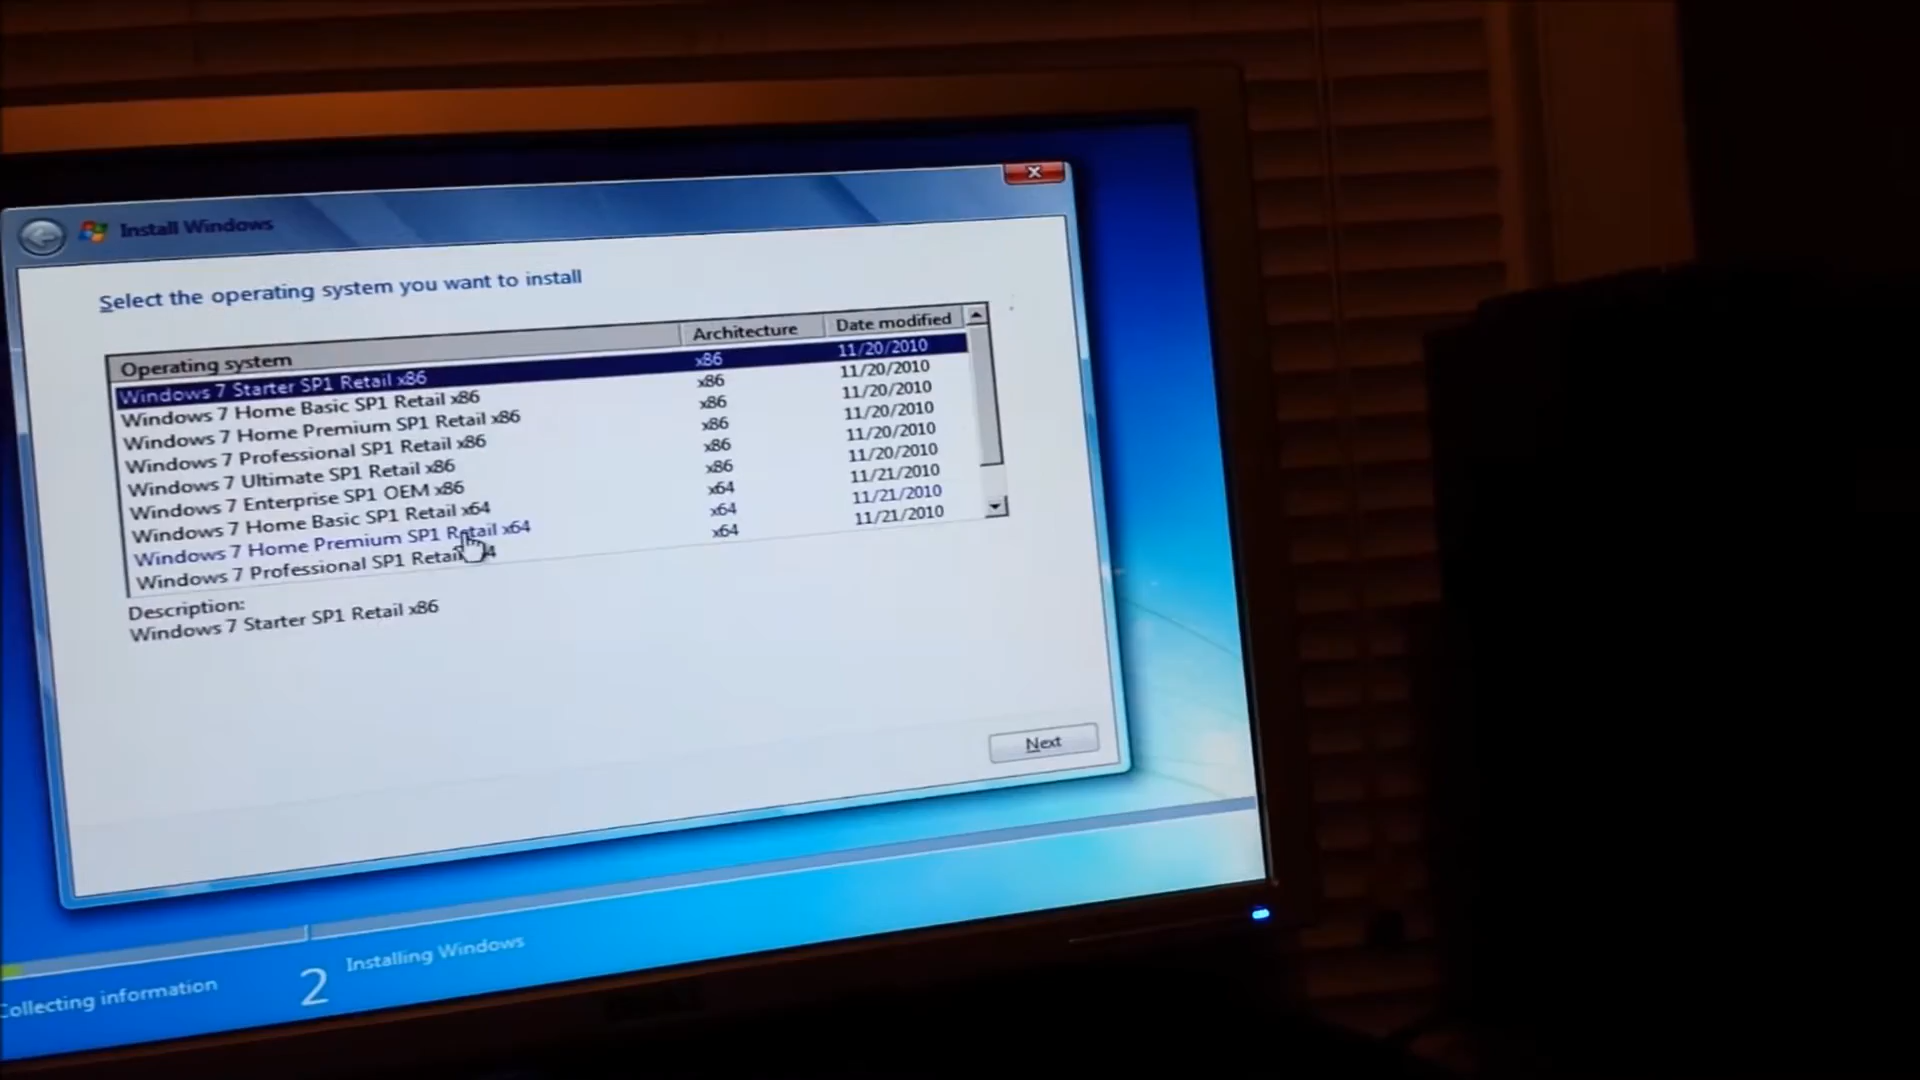 Install Windows
Select the operating system you want to install
Operating system Architecture Date modified
Windows 7 Starter SP1 Retail x86 x86 11/20/2010
Windows 7 Home Basic SP1 Retail x86 x86 11/20/2010
Windows 7 Home Premium SP1 Retail x86 x86 11/20/2010
Windows 7 Professional SP1 Retail x86 x86 11/20/2010
Windows 7 Ultimate SP1 Retail x86 x86 11/20/2010
Windows 7 Enterprise SP1 OEM x86 x86 11/20/2010
Windows 7 Home Basic SP1 Retail x64 x64 11/21/2010
Windows 7 Home Premium SP1 Retail x64 x64 11/21/2010
Windows 7 Professional SP1 Retail x64 11/21/2010
Description:
Windows 7 Starter SP1 Retail x86
Next
Collecting information
2 Installing Windows